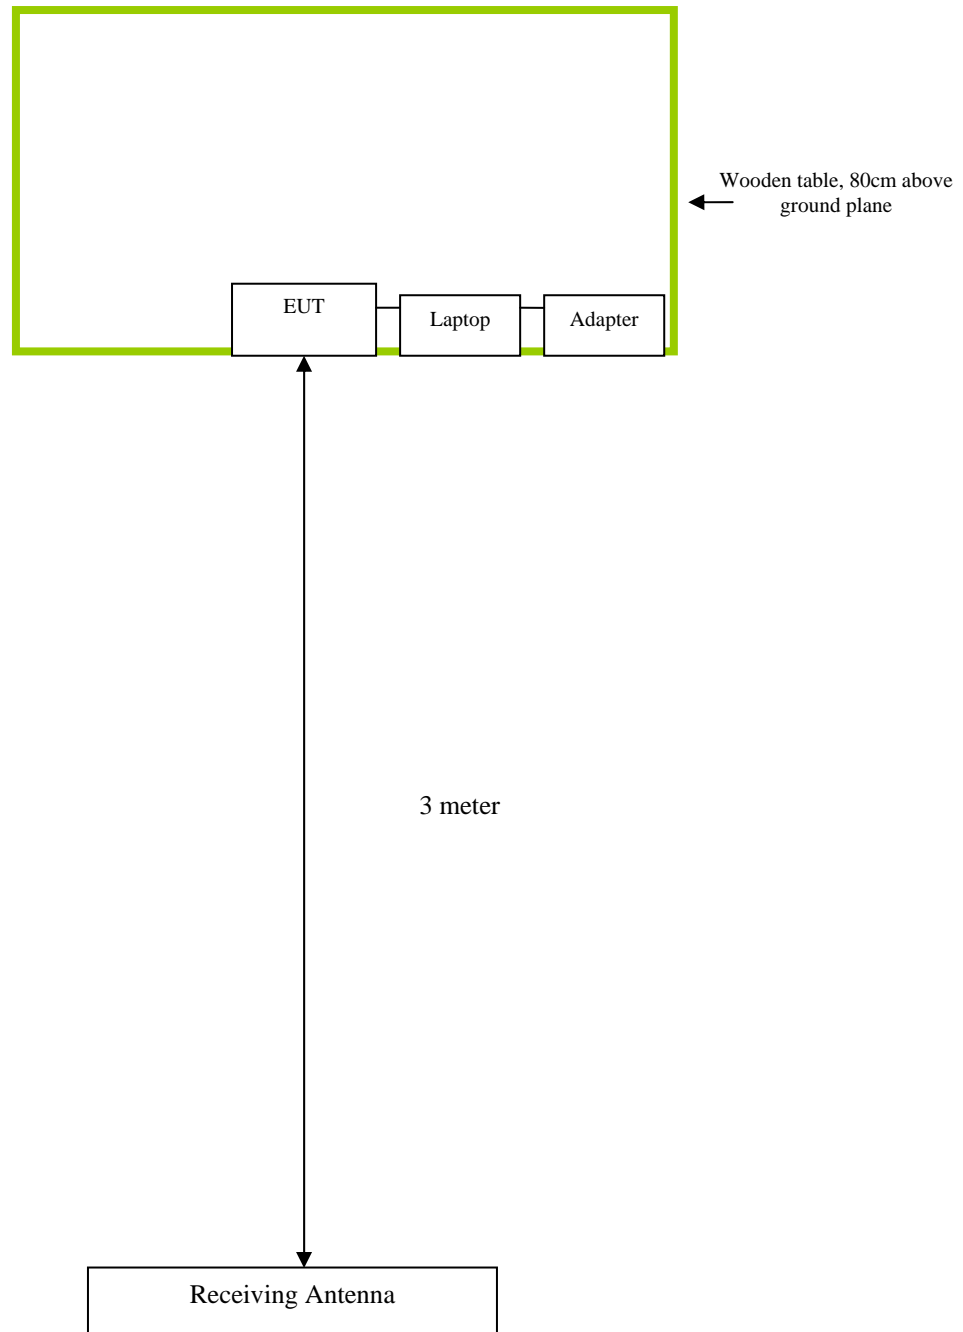 Wooden table, 80cm above
ground plane
EUT
Laptop
Adapter
3 meter
Receiving Antenna